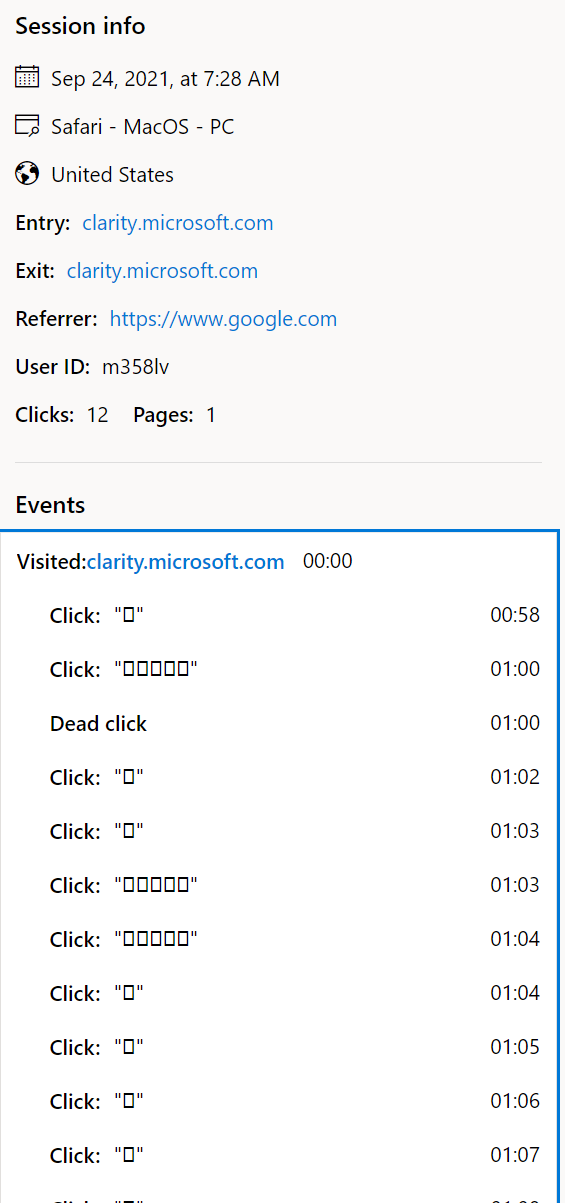 Session info
Sep 24, 2021, at 7:28 AM
Safari - MacOS - PC
United States
Entry: clarity.microsoft.com
Exit: clarity.microsoft.com
Referrer: https://www.google.com
User ID: m358lv
Clicks: 12 Pages: 1
Events
Visited:clarity.microsoft.com 00:00
Click: "▯" 00:58
Click: "▯▯▯▯▯" 01:00
Dead click 01:00
Click: "▯" 01:02
Click: "▯" 01:03
Click: "▯▯▯▯▯" 01:03
Click: "▯▯▯▯▯" 01:04
Click: "▯" 01:04
Click: "▯" 01:05
Click: "▯" 01:06
Click: "▯" 01:07